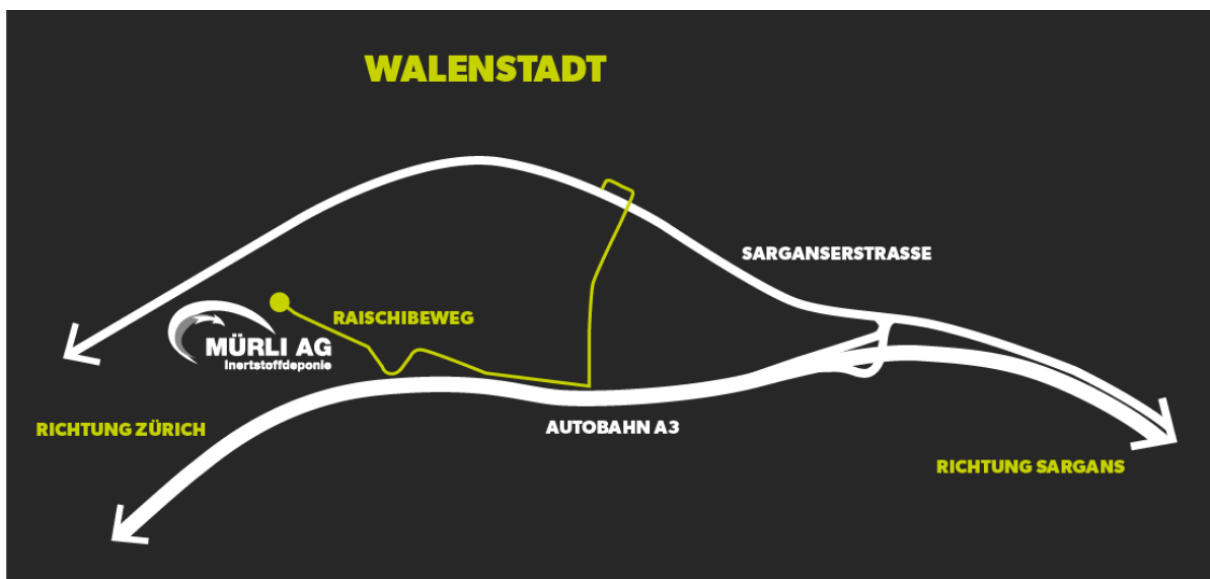 WALENSTADT
SARGANSERSTRASSE
RAISCHIBEWEG
MÜRLI AG
Inertstoffdeponie
RICHTUNG ZÜRICH
AUTOBAHN A3
RICHTUNG SARGANS